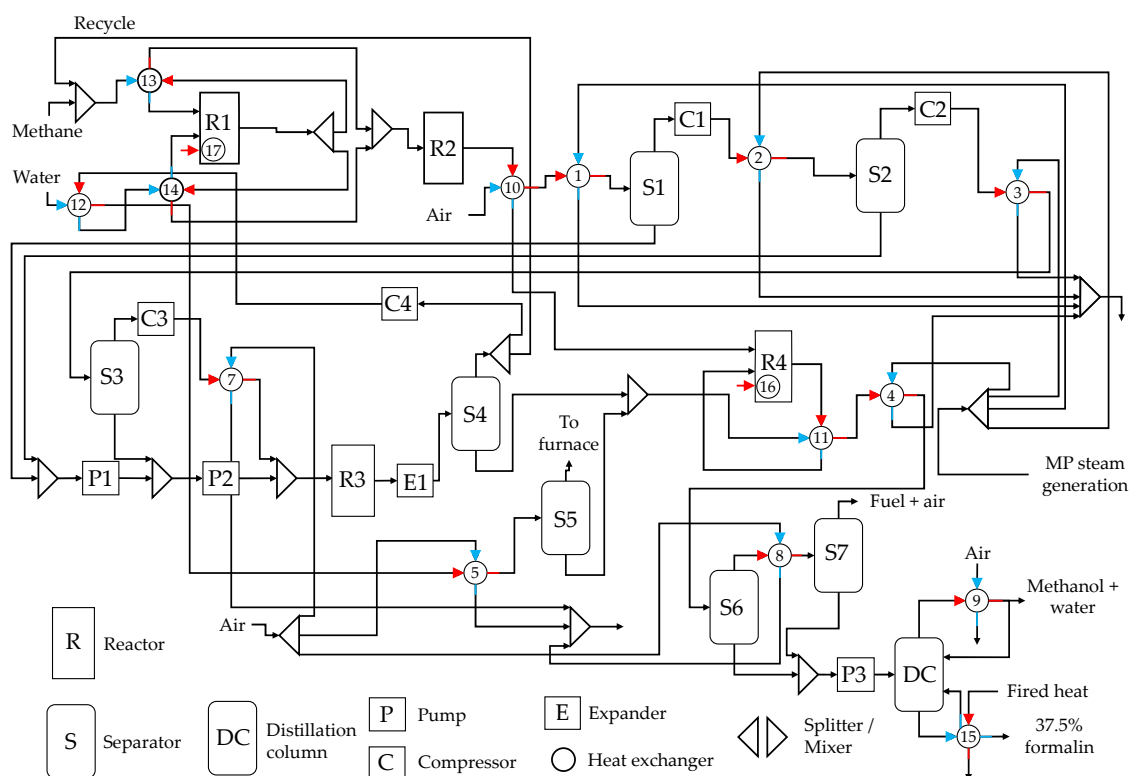 Recycle
13
Methane
R1
17
R2
C1
C2
Water
14
12
10
1
S1
2
S2
3
Air
C4
C3
S3
7
S4
R4
16
4
To
furnace
11
P1
P2
R3
E1
S5
MP steam
generation
Fuel + air
5
8
S7
S6
Air
Air
9
Methanol +
water
R
Reactor
P3
DC
Fired heat
15
37.5%
formalin
S
Separator
DC
Distillation
column
P
Pump
C
Compressor
E
Expander
Heat exchanger
Splitter /
Mixer